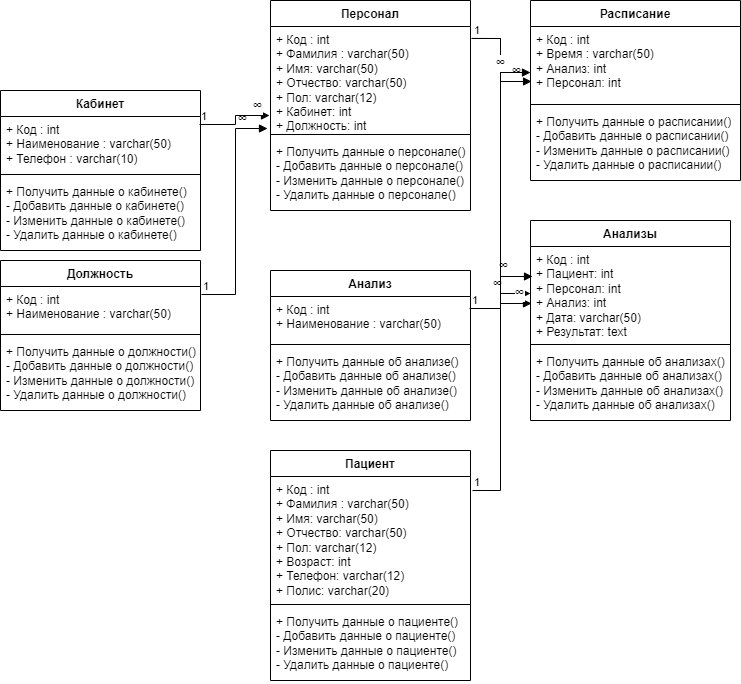 Кабинет
+ Код : int
+ Наименование : varchar(50)
+ Телефон : varchar(10)
+ Получить данные о кабинете()
- Добавить данные о кабинете()
- Изменить данные о кабинете()
- Удалить данные о кабинете()
1
∞
∞
Должность
+ Код : int
+ Наименование : varchar(50)
+ Получить данные о должности()
- Добавить данные о должности()
- Изменить данные о должности()
- Удалить данные о должности()
1
Персонал
+ Код : int
+ Фамилия : varchar(50)
+ Имя: varchar(50)
+ Отчество: varchar(50)
+ Пол: varchar(12)
+ Кабинет: int
+ Должность: int
+ Получить данные о персонале()
- Добавить данные о персонале()
- Изменить данные о персонале()
- Удалить данные о персонале()
1
∞
∞
Анализ
+ Код : int
+ Наименование : varchar(50)
+ Получить данные об анализе()
- Добавить данные об анализе()
- Изменить данные об анализе()
- Удалить данные об анализе()
1
∞
∞
∞
Пациент
+ Код : int
+ Фамилия : varchar(50)
+ Имя: varchar(50)
+ Отчество: varchar(50)
+ Пол: varchar(12)
+ Возраст: int
+ Телефон: varchar(12)
+ Полис: varchar(20)
+ Получить данные о пациенте()
- Добавить данные о пациенте()
- Изменить данные о пациенте()
- Удалить данные о пациенте()
1
Расписание
+ Код : int
+ Время : varchar(50)
+ Анализ: int
+ Персонал: int
+ Получить данные о расписании()
- Добавить данные о расписании()
- Изменить данные о расписании()
- Удалить данные о расписании()
Анализы
+ Код : int
+ Пациент: int
+ Персонал: int
+ Анализ: int
+ Дата: varchar(50)
+ Результат: text
+ Получить данные об анализах()
- Добавить данные об анализах()
- Изменить данные об анализах()
- Удалить данные об анализах()